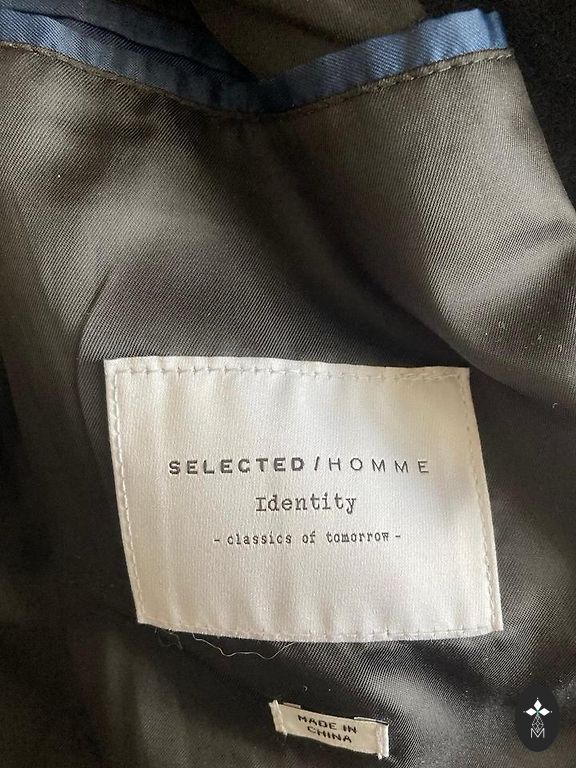 SELECTED / HOMME
Identity
- classics of tomorrow -
MADE IN
CHINA